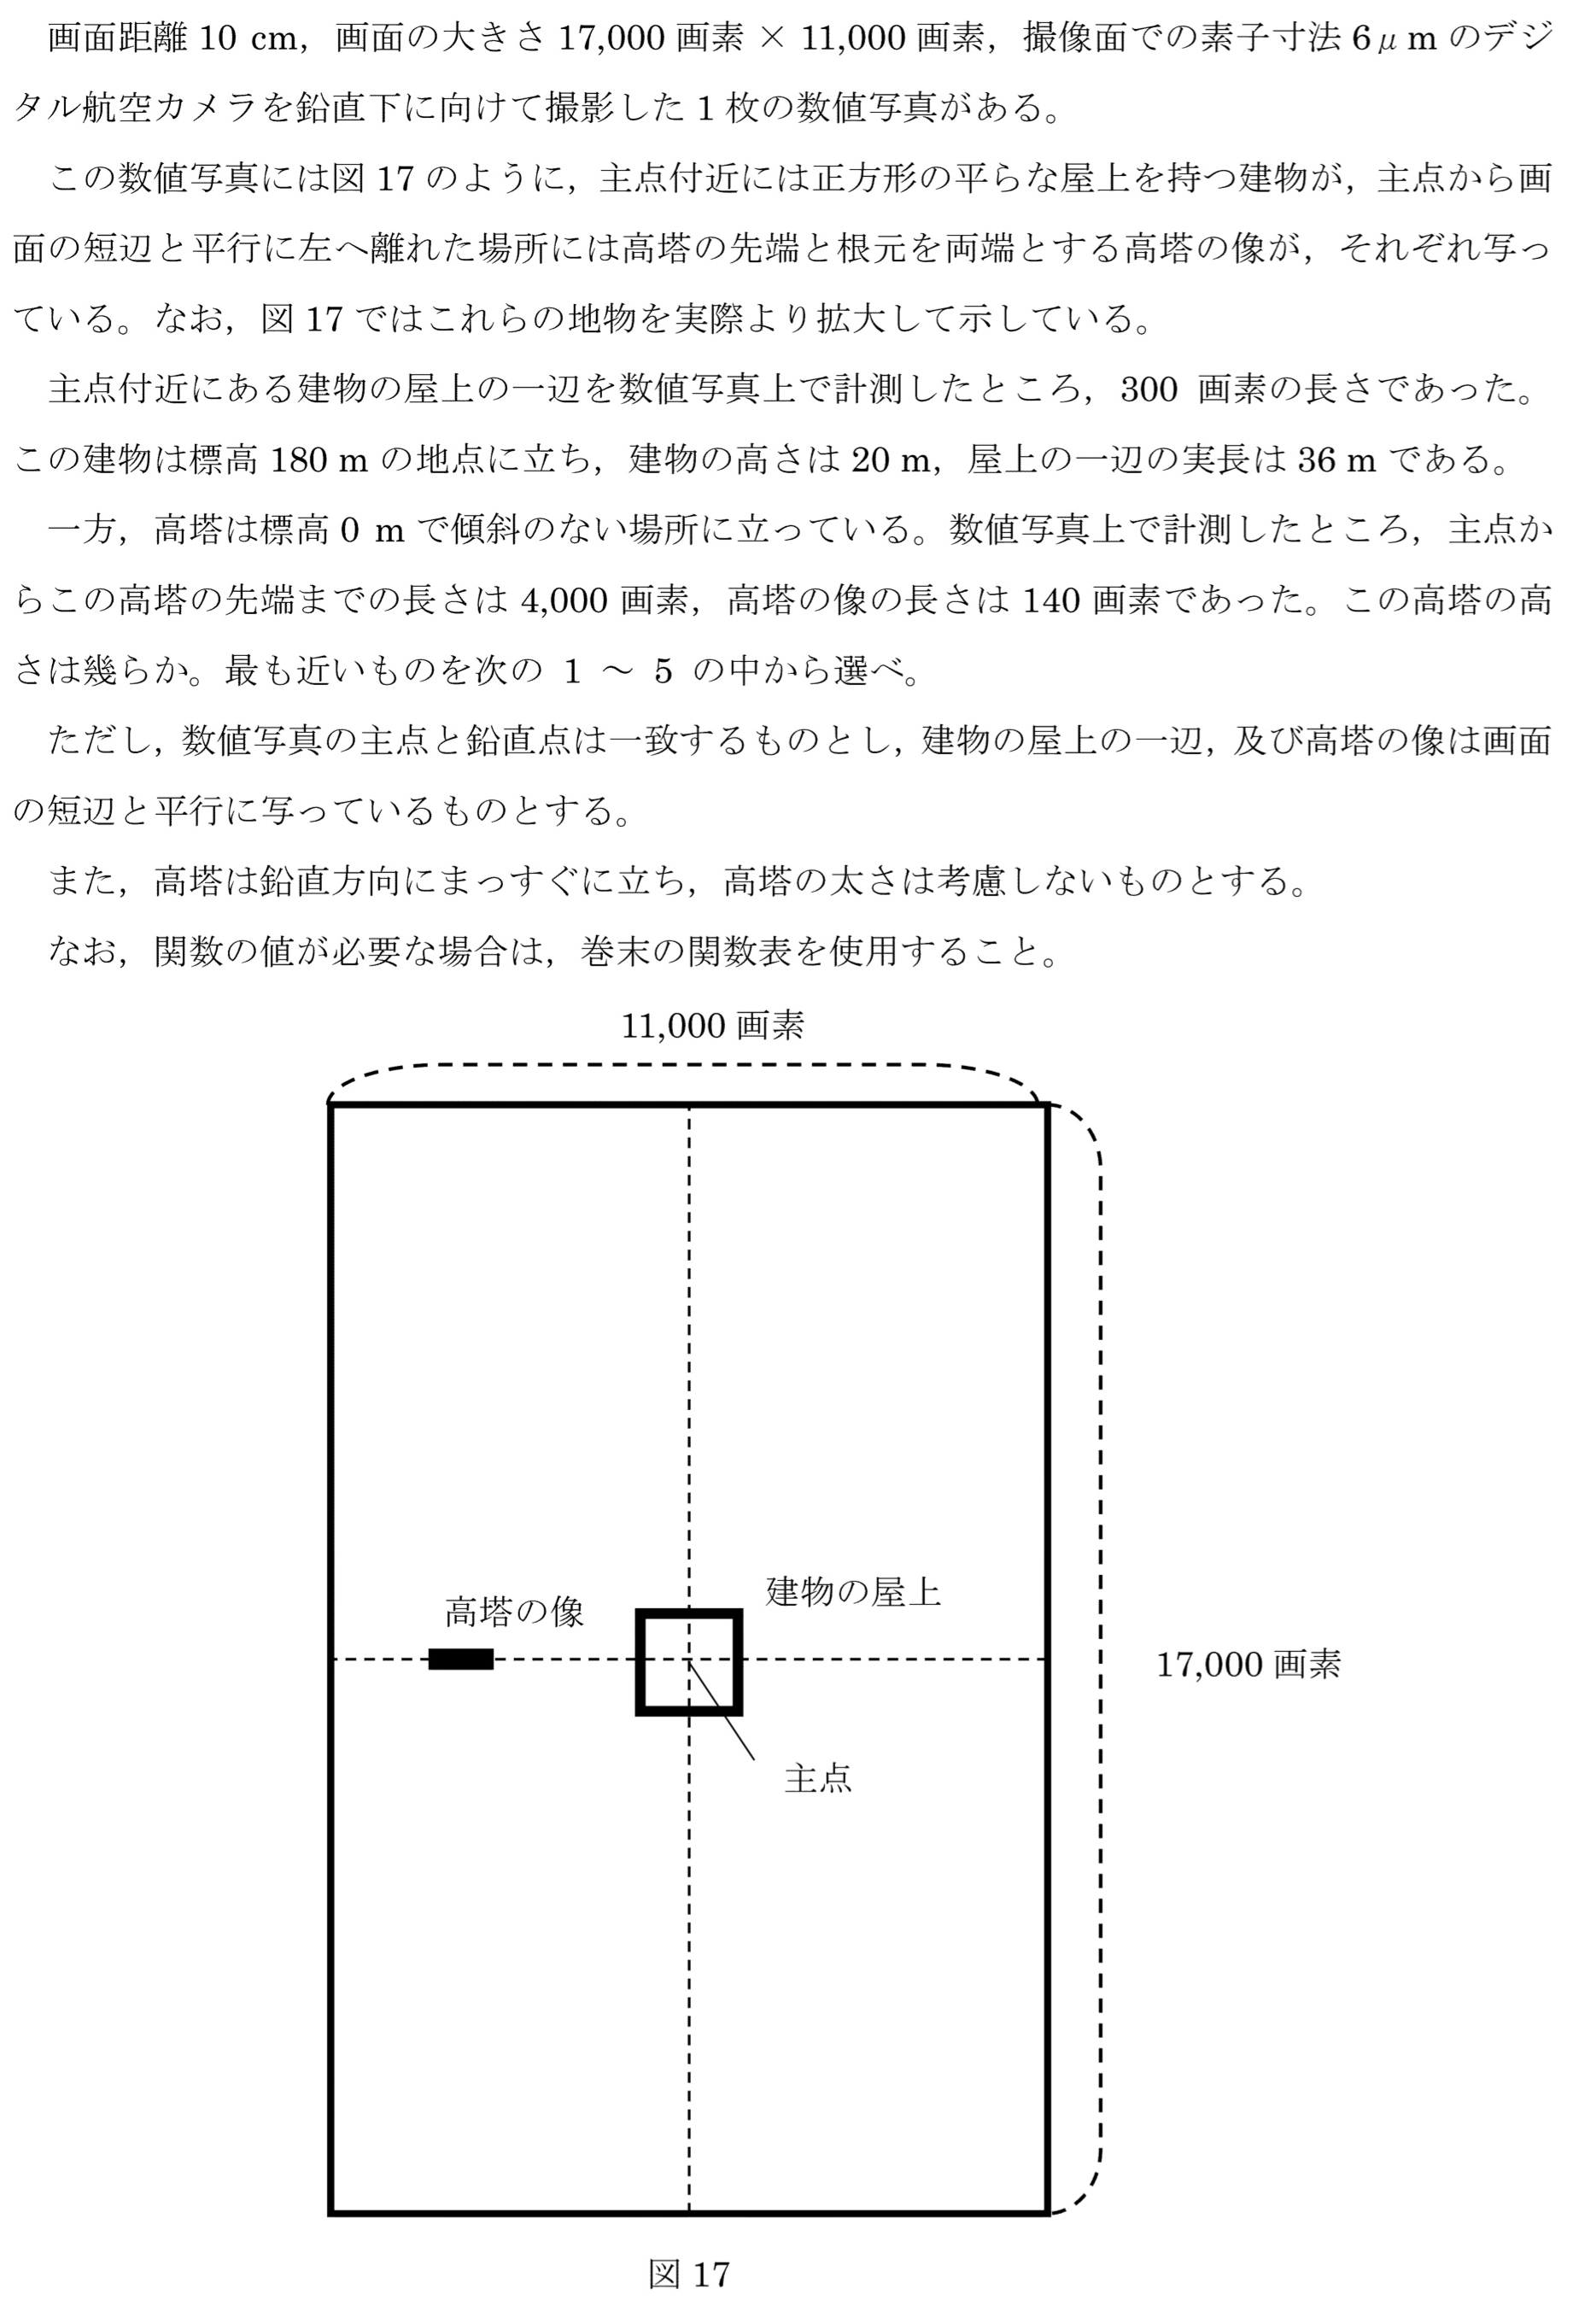 画面距離 10 cm，画面の大きさ 17,000 画素 × 11,000 画素，撮像面での素子寸法 6μm のデジ
タル航空カメラを鉛直下に向けて撮影した 1 枚の数値写真がある。
この数値写真には図 17 のように，主点付近には正方形の平らな屋上を持つ建物が，主点から画
面の短辺と平行に左へ離れた場所には高塔の先端と根元を両端とする高塔の像が，それぞれ写っ
ている。なお，図 17 ではこれらの地物を実際より拡大して示している。
主点付近にある建物の屋上の一辺を数値写真上で計測したところ，300 画素の長さであった。
この建物は標高 180 m の地点に立ち，建物の高さは 20 m，屋上の一辺の実長は 36 m である。
一方，高塔は標高 0 m で傾斜のない場所に立っている。数値写真上で計測したところ，主点か
らこの高塔の先端までの長さは 4,000 画素，高塔の像の長さは 140 画素であった。この高塔の高
さは幾らか。最も近いものを次の 1 ～ 5 の中から選べ。
ただし，数値写真の主点と鉛直点は一致するものとし，建物の屋上の一辺，及び高塔の像は画面
の短辺と平行に写っているものとする。
また，高塔は鉛直方向にまっすぐに立ち，高塔の太さは考慮しないものとする。
なお，関数の値が必要な場合は，巻末の関数表を使用すること。
11,000 画素
建物の屋上
高塔の像
17,000 画素
主点
図 17